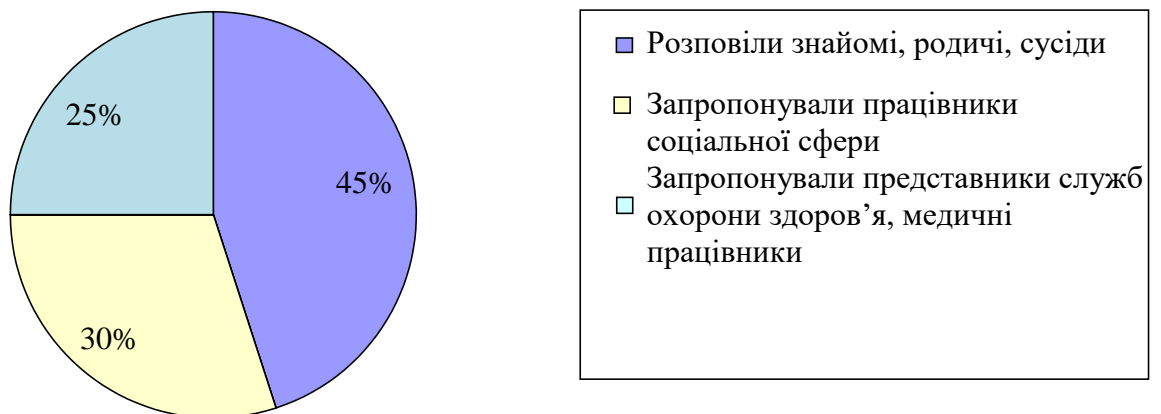 25%
45%
30%
Розповіли знайомі, родичі, сусіди
Запропонували працівники
соціальної сфери
Запропонували представники служб
охорони здоров’я, медичні
працівники